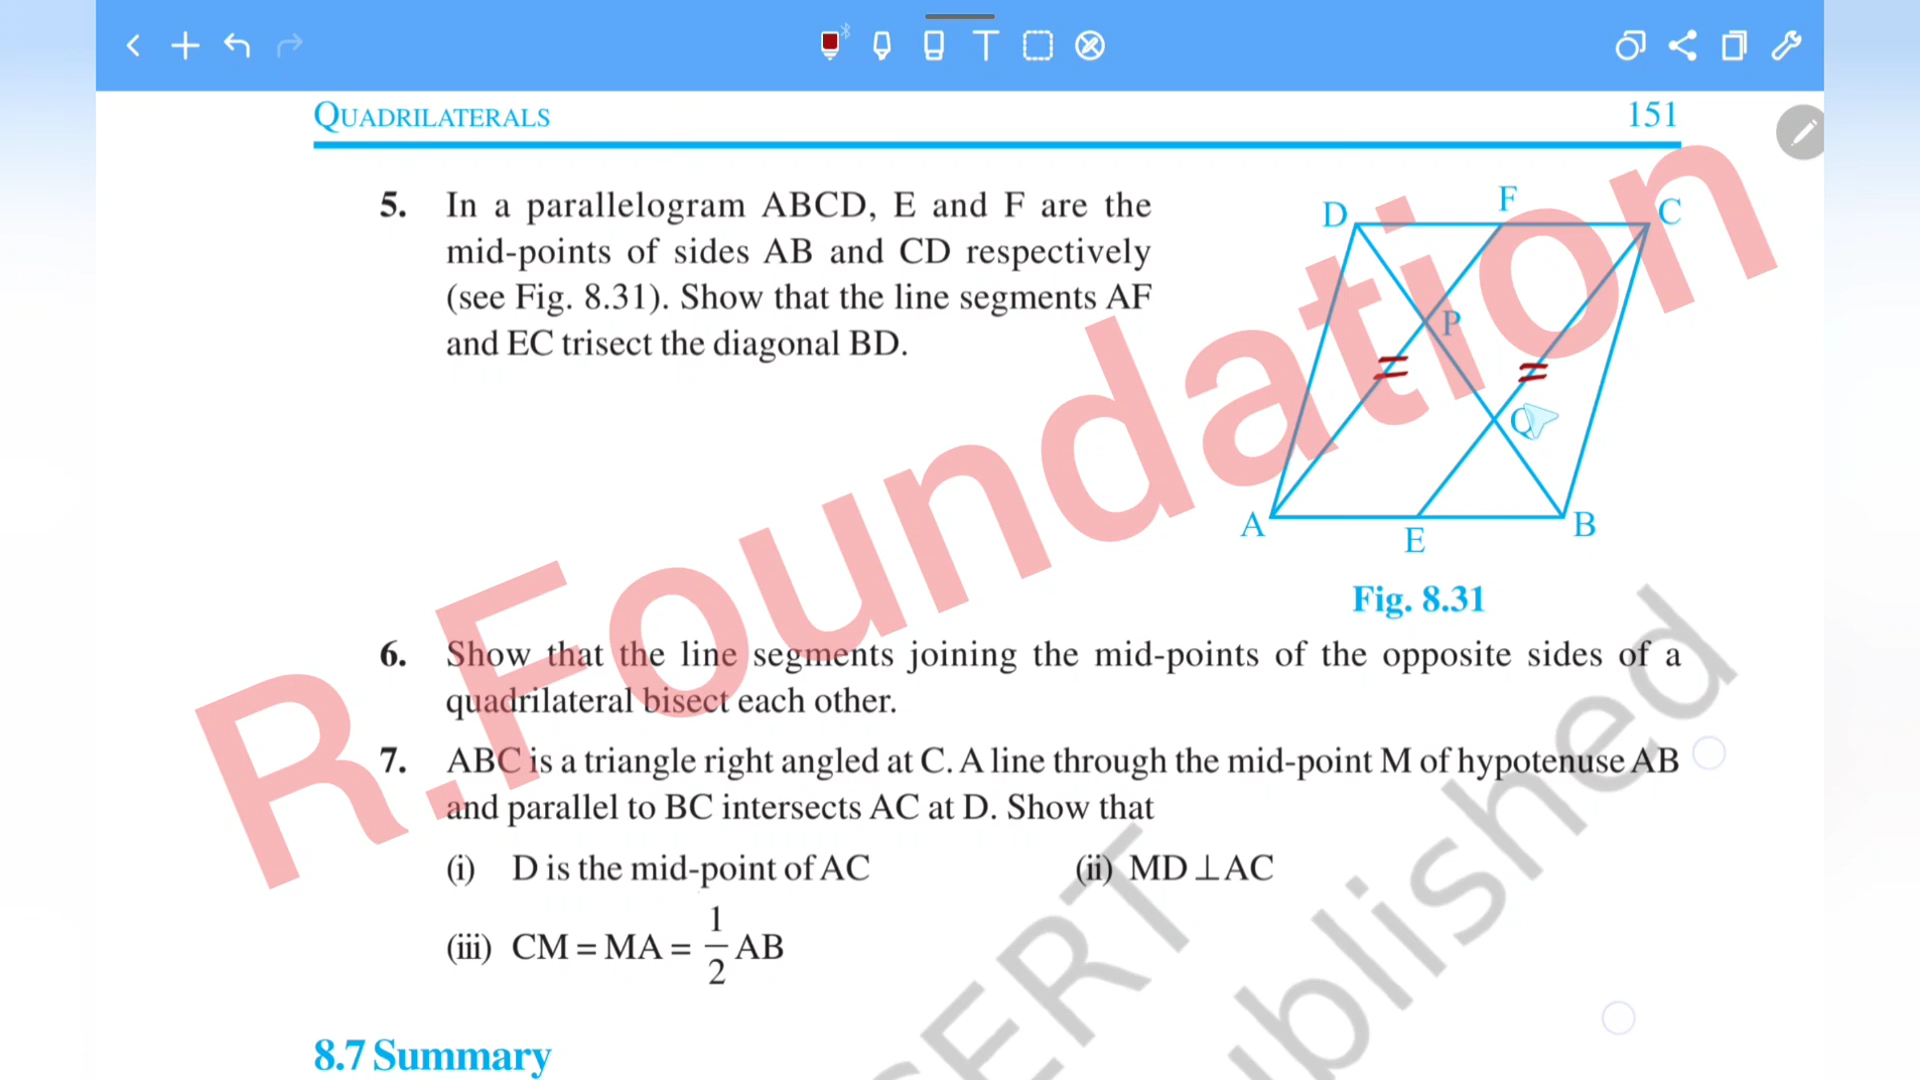 QUADRILATERALS 151
5. In a parallelogram ABCD, E and F are the
mid-points of sides AB and CD respectively
(see Fig. 8.31). Show that the line segments AF
and EC trisect the diagonal BD.
D F C
P
Q
A E B
Fig. 8.31
6. Show that the line segments joining the mid-points of the opposite sides of a
quadrilateral bisect each other.
7. ABC is a triangle right angled at C. A line through the mid-point M of hypotenuse AB
and parallel to BC intersects AC at D. Show that
(i) D is the mid-point of AC (ii) MD ⊥ AC
(iii) CM = MA = 1/2 AB
8.7 Summary
R.Foundation